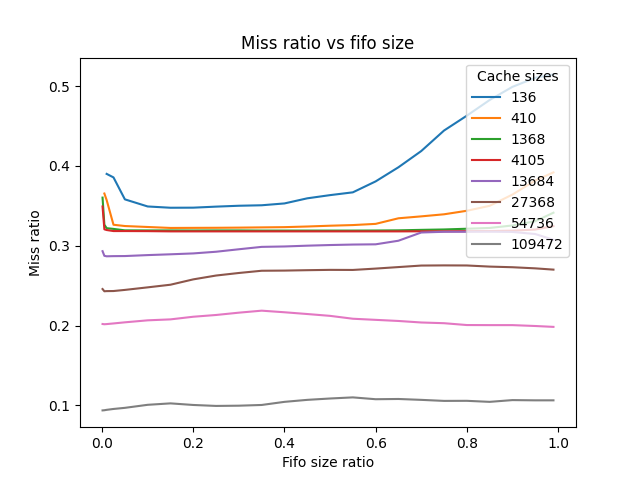 Miss ratio vs fifo size
Cache sizes
136
410
1368
4105
13684
27368
54736
109472
Miss ratio
0.5
0.4
0.3
0.2
0.1
0.0 0.2 0.4 0.6 0.8 1.0
Fifo size ratio